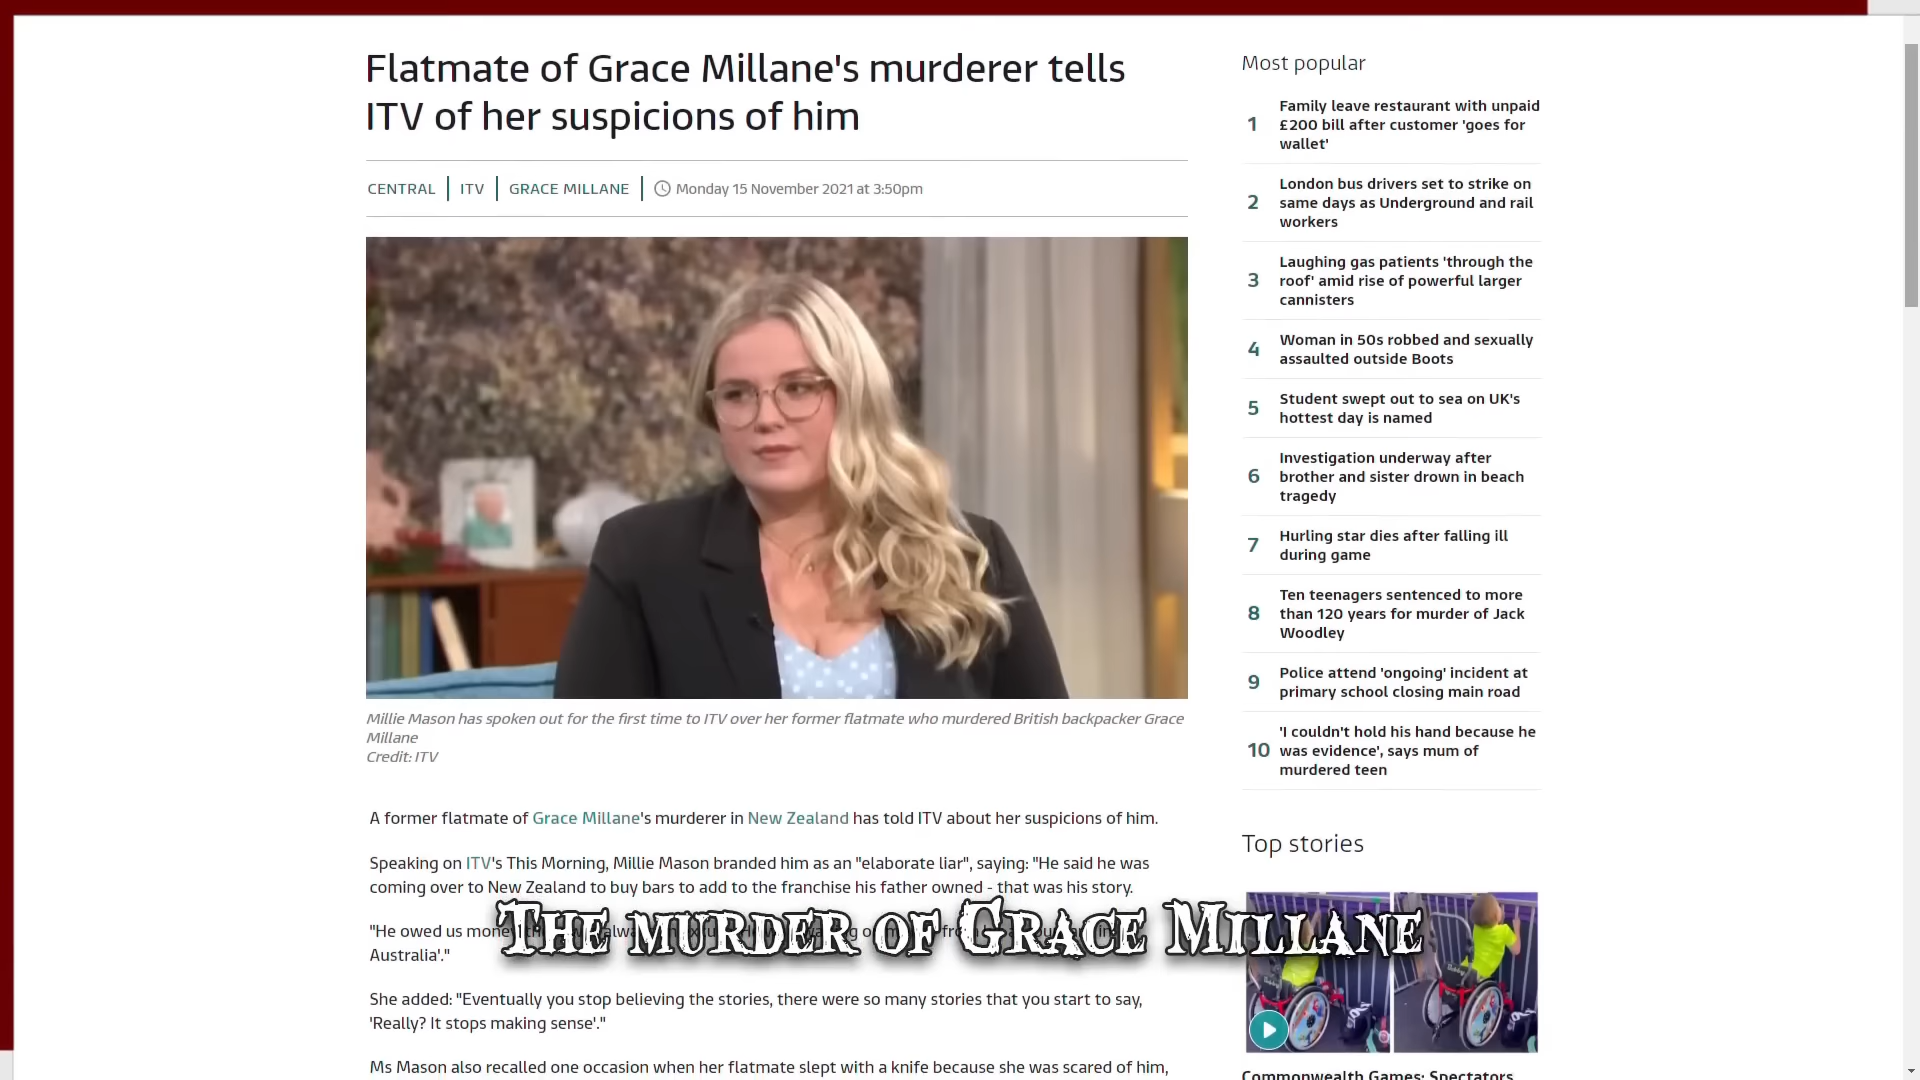 Flatmate of Grace Millane's murderer tells
ITV of her suspicions of him
CENTRAL
ITV
GRACE MILLANE
Monday 15 November 2021 at 3:50pm
Millie Mason has spoken out for the first time to ITV over her former flatmate who murdered British backpacker Grace
Millane
Credit: ITV
A former flatmate of Grace Millane's murderer in New Zealand has told ITV about her suspicions of him.
Speaking on ITV's This Morning, Millie Mason branded him as an "elaborate liar", saying: "He said he was
coming over to New Zealand to buy bars to add to the franchise his father owned - that was his story.
"He owed us money
Australia'."
The murder of Grace Millane
She added: "Eventually you stop believing the stories, there were so many stories that you start to say,
'Really? It stops making sense'."
Ms Mason also recalled one occasion when her flatmate slept with a knife because she was scared of him,
Most popular
1
Family leave restaurant with unpaid
£200 bill after customer 'goes for
wallet'
2
London bus drivers set to strike on
same days as Underground and rail
workers
3
Laughing gas patients 'through the
roof' amid rise of powerful larger
cannisters
4
Woman in 50s robbed and sexually
assaulted outside Boots
5
Student swept out to sea on UK's
hottest day is named
6
Investigation underway after
brother and sister drown in beach
tragedy
7
Hurling star dies after falling ill
during game
8
Ten teenagers sentenced to more
than 120 years for murder of Jack
Woodley
9
Police attend 'ongoing' incident at
primary school closing main road
10
'I couldn't hold his hand because he
was evidence', says mum of
murdered teen
Top stories
Commonwealth Games: Spectators